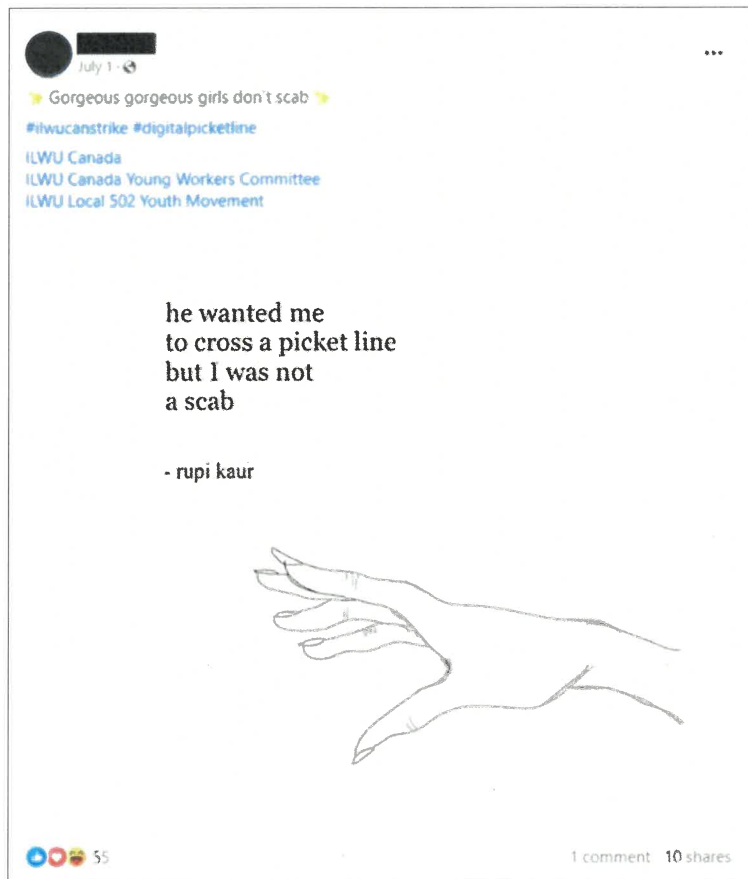 July 1 ·
Gorgeous gorgeous girls don't scab
#ilwucanstrike #digitalpicketline
ILWU Canada
ILWU Canada Young Workers Committee
ILWU Local 502 Youth Movement
he wanted me
to cross a picket line
but I was not
a scab
- rupi kaur
55
1 comment 10 shares